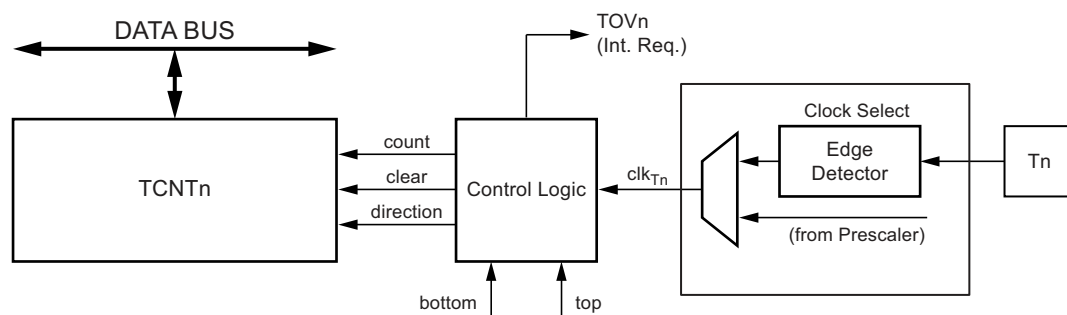 TOVn
(Int. Req.)
DATA BUS
Clock Select
TCNTn
count
clear
direction
Control Logic
clkTn
Edge
Detector
Tn
(from Prescaler)
bottom
top